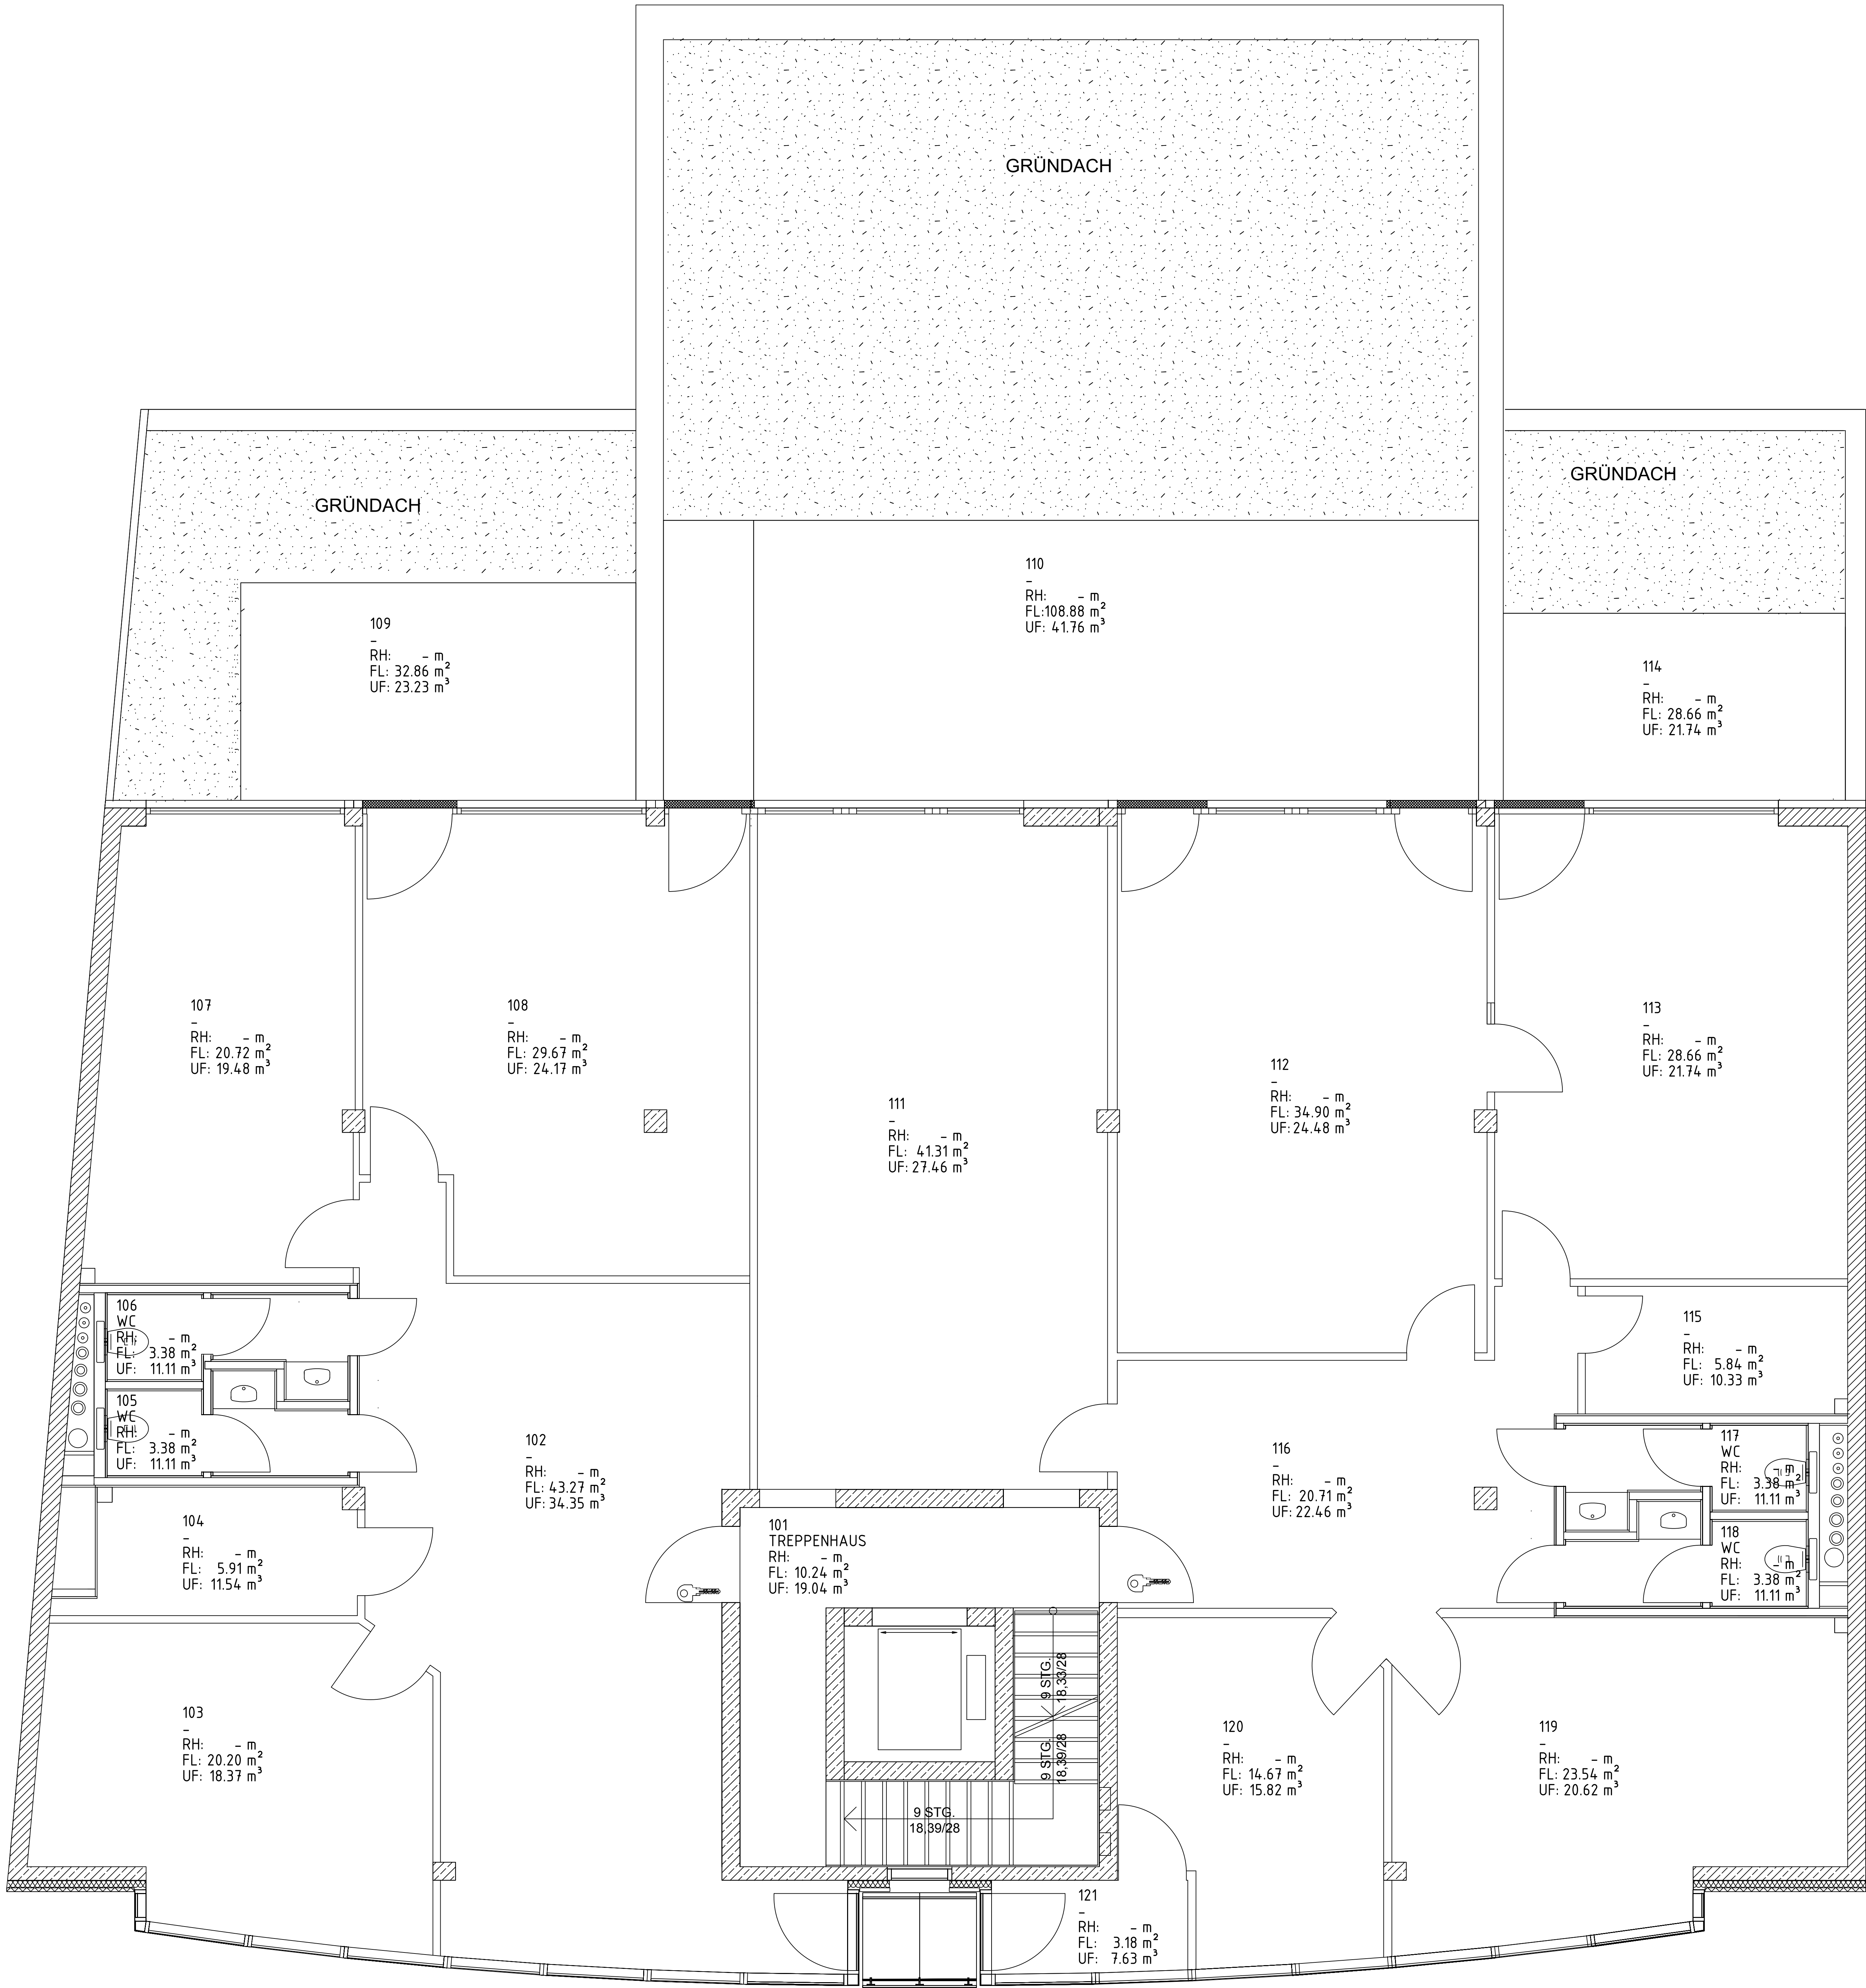 GRÜNDACH
GRÜNDACH
GRÜNDACH
110
-
RH: - m
FL:108.88 m²
UF: 41.76 m³
109
-
RH: - m
FL: 32.86 m²
UF: 23.23 m³
114
-
RH: - m
FL: 28.66 m²
UF: 21.74 m³
107
-
RH: - m
FL: 20.72 m²
UF: 19.48 m³
108
-
RH: - m
FL: 29.67 m²
UF: 24.17 m³
111
-
RH: - m
FL: 41.31 m²
UF: 27.46 m³
112
-
RH: - m
FL: 34.90 m²
UF: 24.48 m³
113
-
RH: - m
FL: 28.66 m²
UF: 21.74 m³
106
WC
RH: - m
FL: 3.38 m²
UF: 11.11 m³
105
WC
RH: - m
FL: 3.38 m²
UF: 11.11 m³
115
-
RH: - m
FL: 5.84 m²
UF: 10.33 m³
102
-
RH: - m
FL: 43.27 m²
UF: 34.35 m³
116
-
RH: - m
FL: 20.71 m²
UF: 22.46 m³
117
WC
RH: - m
FL: 3.38 m²
UF: 11.11 m³
118
WC
RH: - m
FL: 3.38 m²
UF: 11.11 m³
104
-
RH: - m
FL: 5.91 m²
UF: 11.54 m³
101
TREPPENHAUS
RH: - m
FL: 10.24 m²
UF: 19.04 m³
9 STG.
18,33/28
9 STG.
18,39/28
9 STG.
18,39/28
103
-
RH: - m
FL: 20.20 m²
UF: 18.37 m³
120
-
RH: - m
FL: 14.67 m²
UF: 15.82 m³
119
-
RH: - m
FL: 23.54 m²
UF: 20.62 m³
121
-
RH: - m
FL: 3.18 m²
UF: 7.63 m³